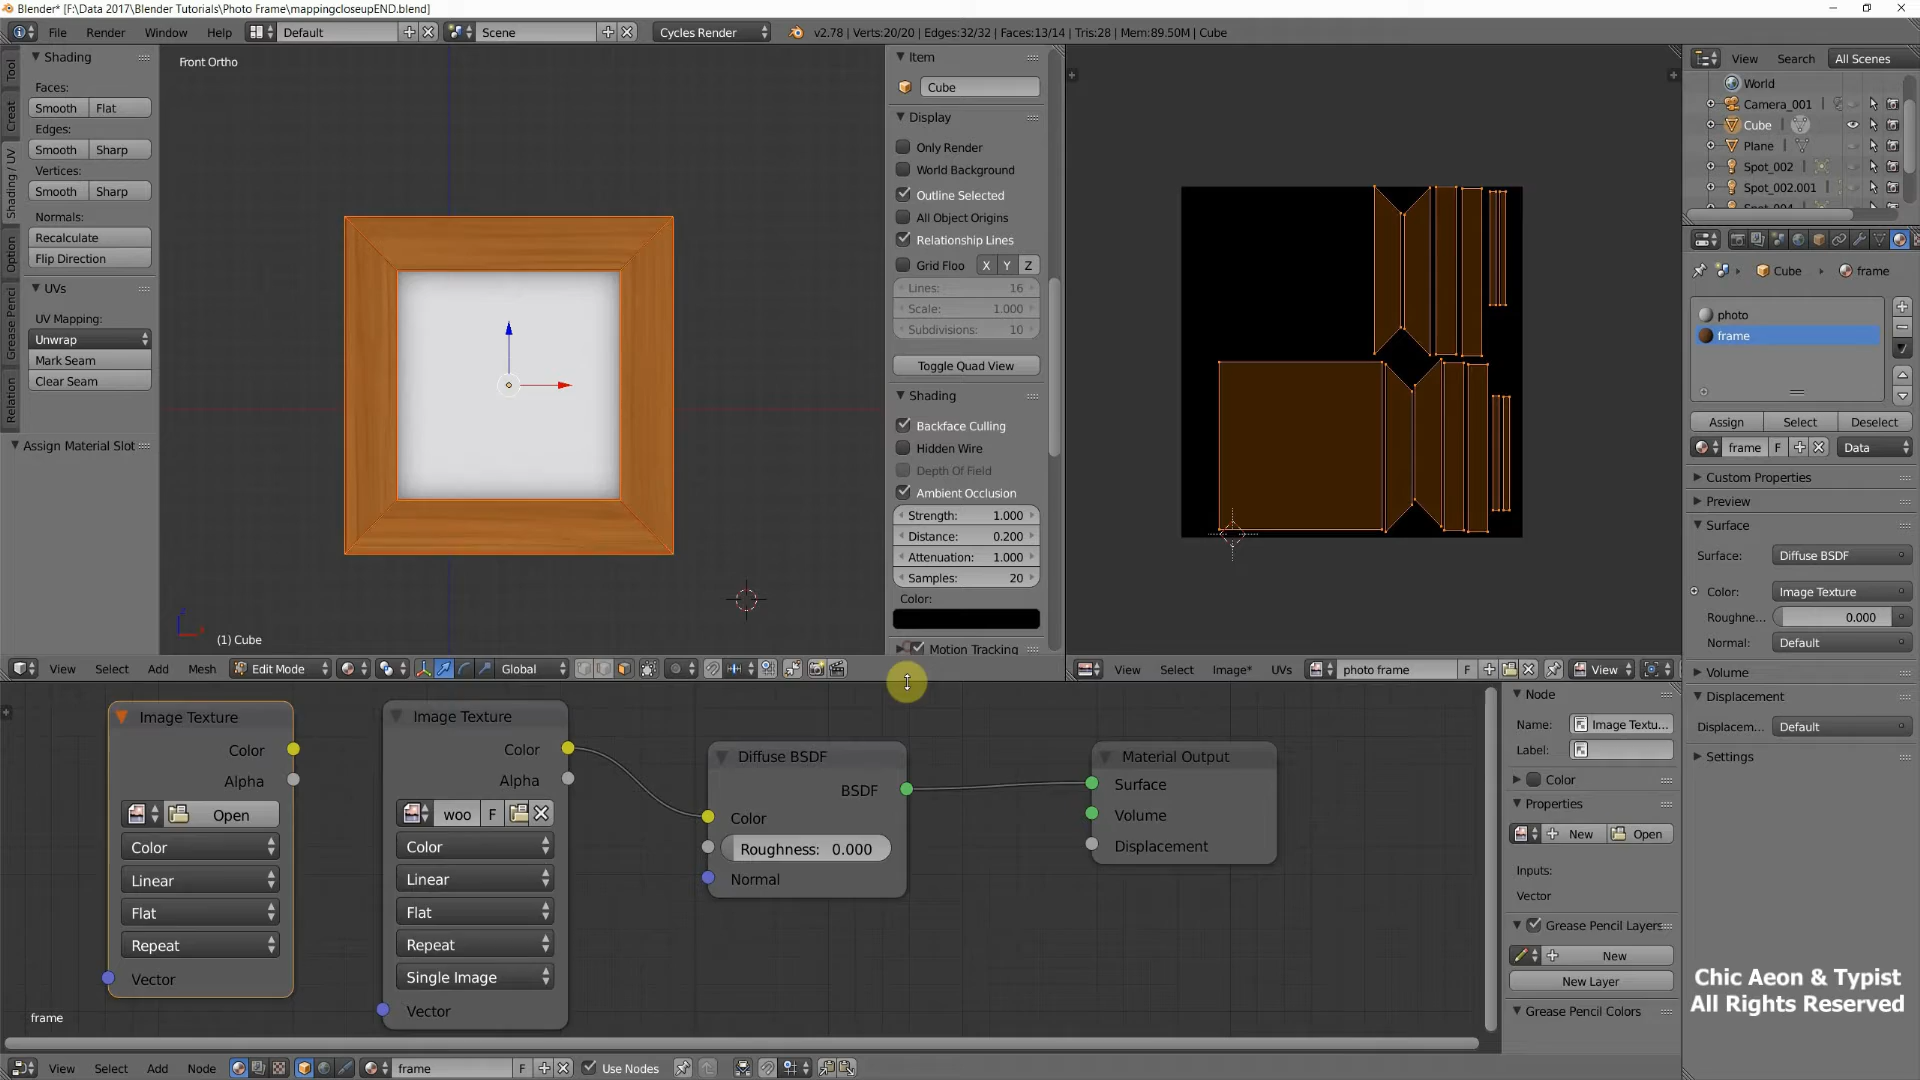 Blender* [F:\Data 2017\Blender Tutorials\Photo Frame\mappingcloseupEND.blend]
File Render Window Help Default Scene Cycles Render v2.78 | Verts:20/20 | Edges:32/32 | Faces:13/14 | Tris:28 | Mem:89.50M | Cube
Tool
Creat
Shading / UV
Option
Grease Penci
Relation
Shading
Faces:
Smooth Flat
Edges:
Smooth Sharp
Vertices:
Smooth Sharp
Normals:
Recalculate
Flip Direction
UVs
UV Mapping:
Unwrap
Mark Seam
Clear Seam
Assign Material Slot
Front Ortho
(1) Cube
Item
Cube
Display
Only Render
World Background
Outline Selected
All Object Origins
Relationship Lines
Grid Floo X Y Z
Lines: 16
Scale: 1.000
Subdivisions: 10
Toggle Quad View
Shading
Backface Culling
Hidden Wire
Depth Of Field
Ambient Occlusion
Strength: 1.000
Distance: 0.200
Attenuation: 1.000
Samples: 20
Color:
Motion Tracking
View Select Add Mesh Edit Mode Global
View Select Image* UVs photo frame F View
View Search All Scenes
World
Camera_001
Cube
Plane
Spot_002
Spot_002.001
Cube frame
photo
frame
Assign Select Deselect
frame F Data
Custom Properties
Preview
Surface
Surface: Diffuse BSDF
Color: Image Texture
Roughne... 0.000
Normal: Default
Volume
Displacement
Displacem... Default
Settings
Image Texture
Color
Alpha
Open
Color
Linear
Flat
Repeat
Vector
Image Texture
Color
Alpha
woo F
Color
Linear
Flat
Repeat
Single Image
Vector
Diffuse BSDF
BSDF
Color
Roughness: 0.000
Normal
Material Output
Surface
Volume
Displacement
frame
Node
Name: Image Textu...
Label:
Color
Properties
New Open
Inputs:
Vector
Grease Pencil Layers
New
New Layer
Grease Pencil Colors
Chic Aeon & Typist
All Rights Reserved
View Select Add Node frame F Use Nodes